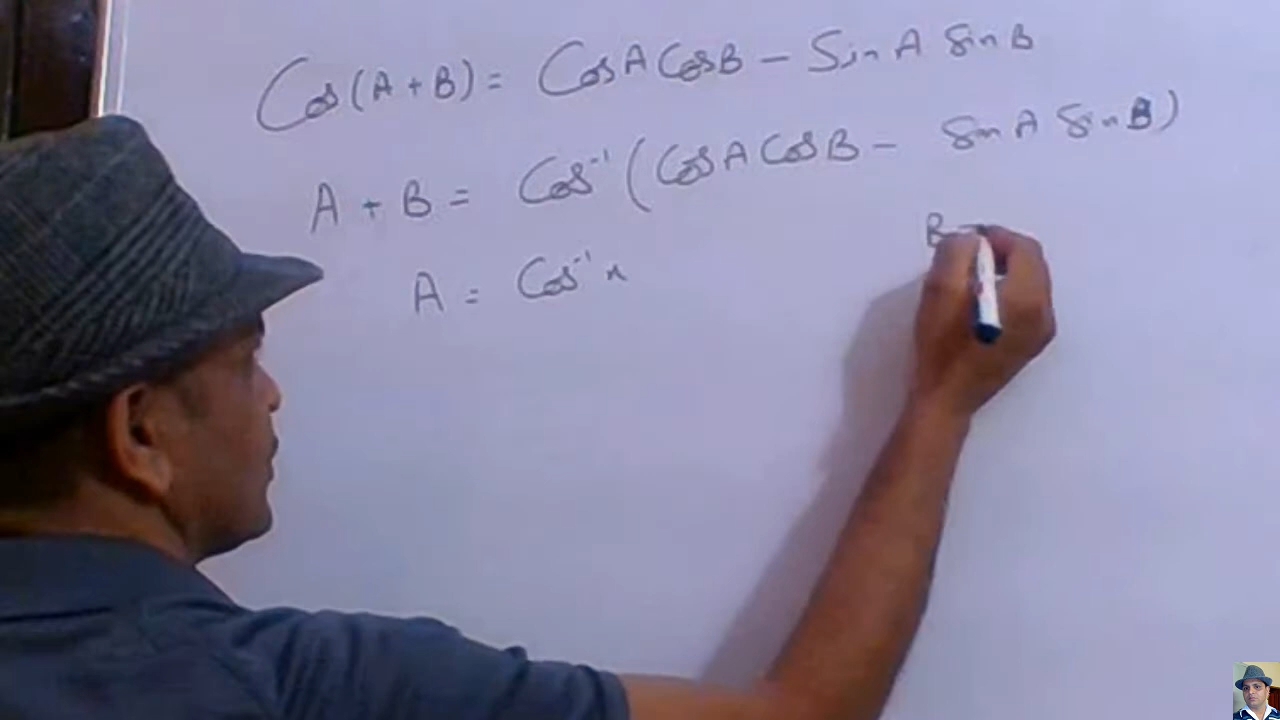 Cos(A + B) = CosA CosB - Sin A Sin B
A + B = Cos⁻¹ (CosA CosB - Sin A Sin B)
A = Cos⁻¹ x
B =